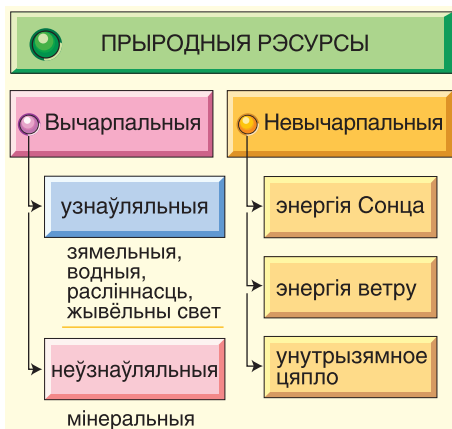 ПРЫРОДНЫЯ РЭСУРСЫ
Вычарпальныя
узнаўляльныя
зямельныя,
водныя,
расліннасць,
жывёльны свет
неўзнаўляльныя
мінеральныя
Невычарпальныя
энергія Сонца
энергія ветру
унутрызямное
цяпло